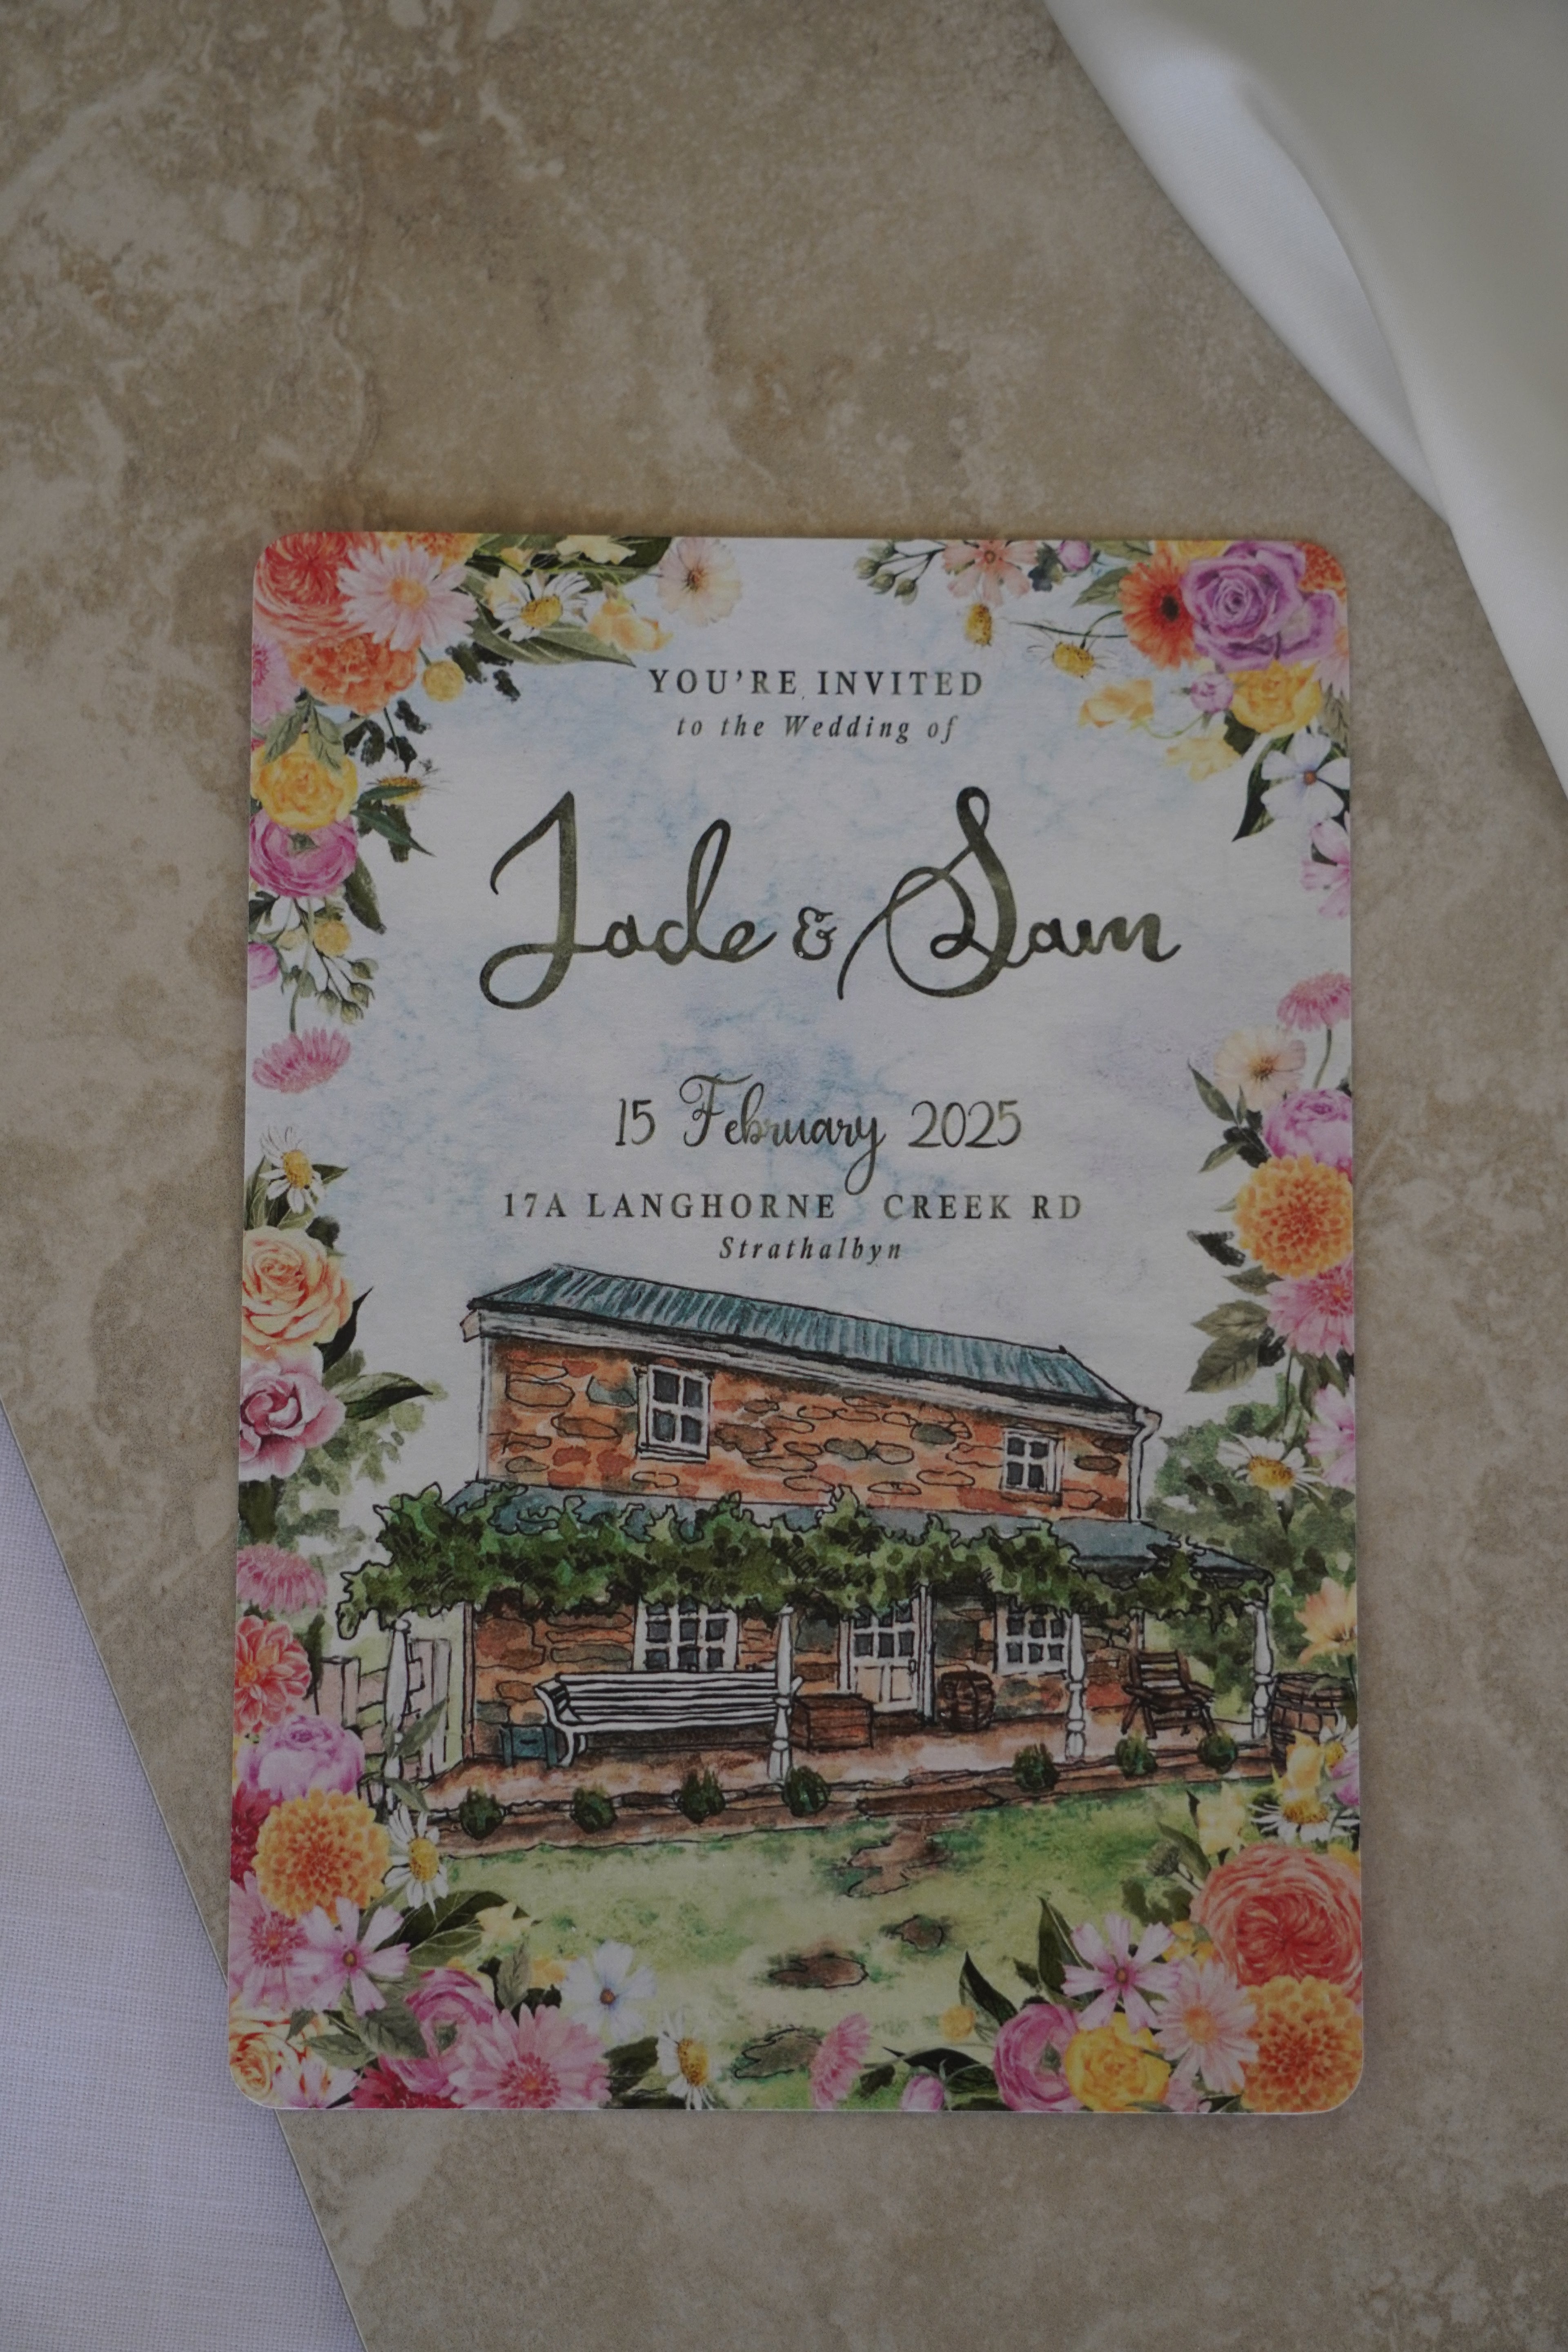 YOU'RE INVITED
to the Wedding of
Jade & Sam
15 February 2025
17A LANGHORNE CREEK RD
Strathalbyn